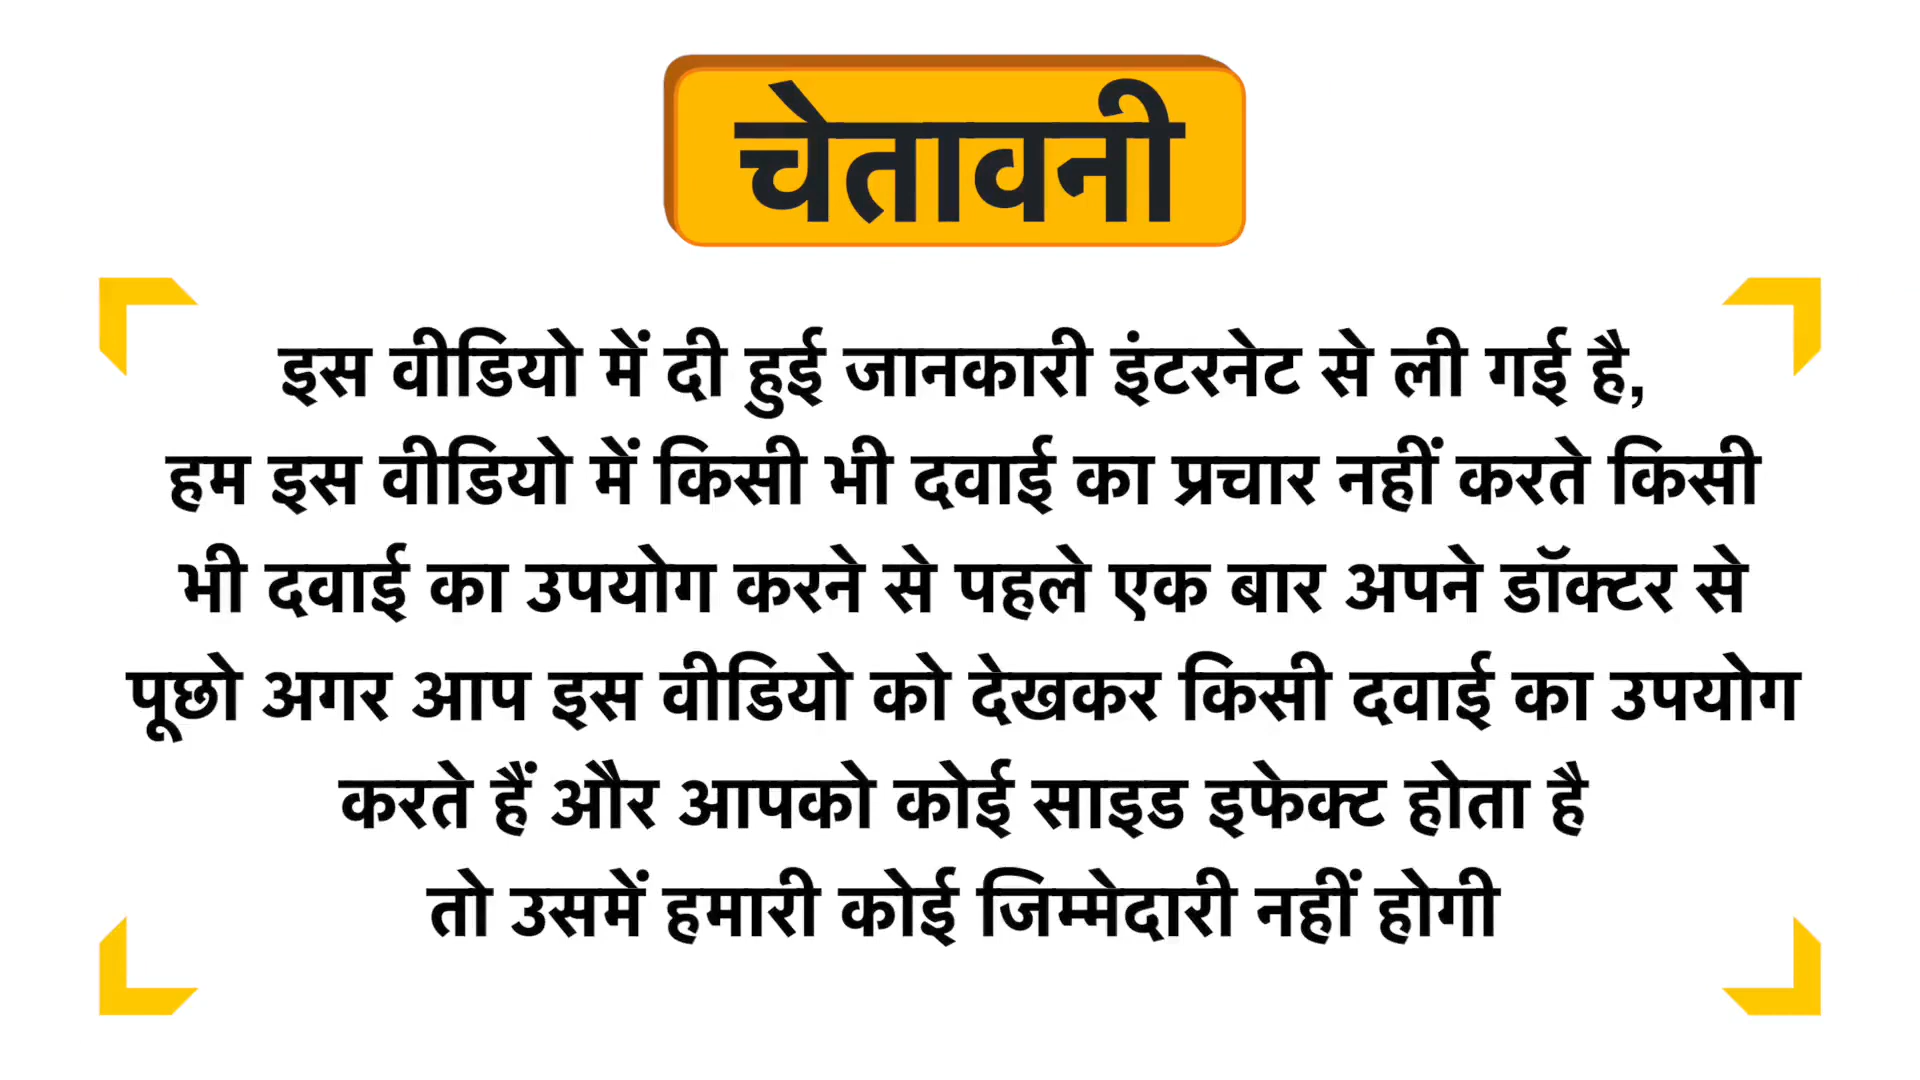 चेतावनी
इस वीडियो में दी हुई जानकारी इंटरनेट से ली गई है,
हम इस वीडियो में किसी भी दवाई का प्रचार नहीं करते किसी
भी दवाई का उपयोग करने से पहले एक बार अपने डॉक्टर से
पूछो अगर आप इस वीडियो को देखकर किसी दवाई का उपयोग
करते हैं और आपको कोई साइड इफेक्ट होता है
तो उसमें हमारी कोई जिम्मेदारी नहीं होगी